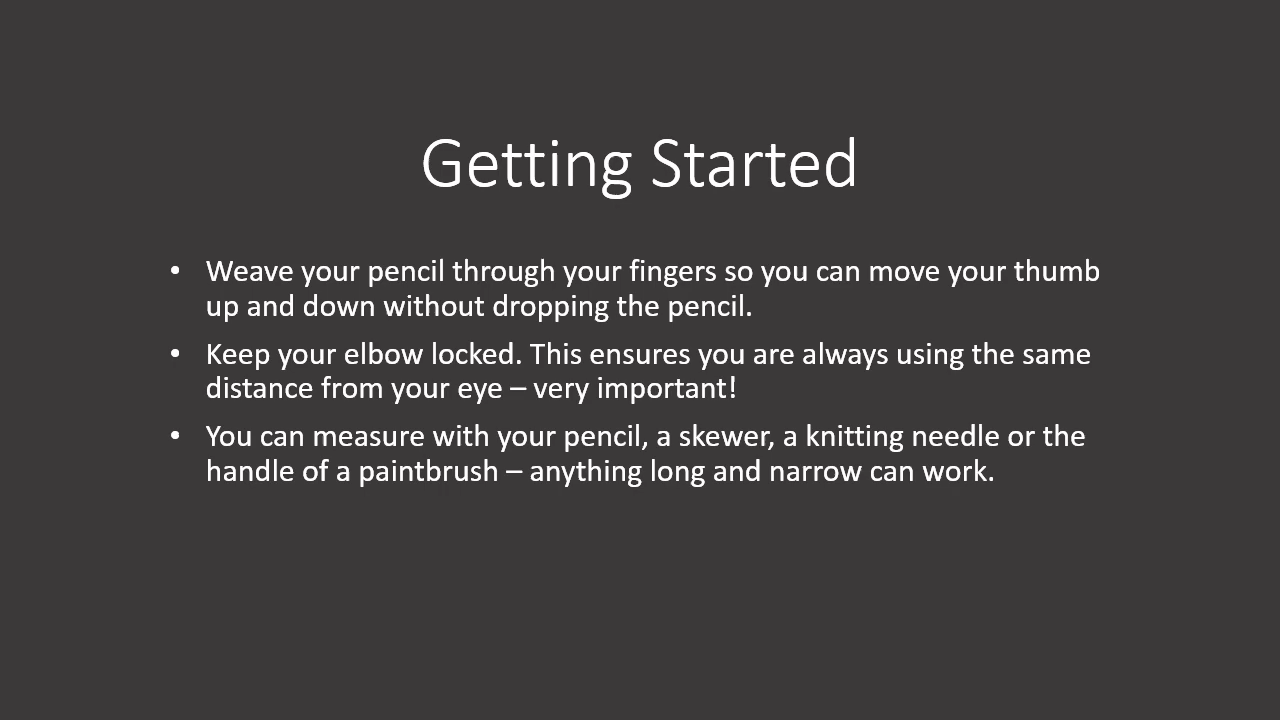 Getting Started
• Weave your pencil through your fingers so you can move your thumb
up and down without dropping the pencil.
• Keep your elbow locked. This ensures you are always using the same
distance from your eye – very important!
• You can measure with your pencil, a skewer, a knitting needle or the
handle of a paintbrush – anything long and narrow can work.